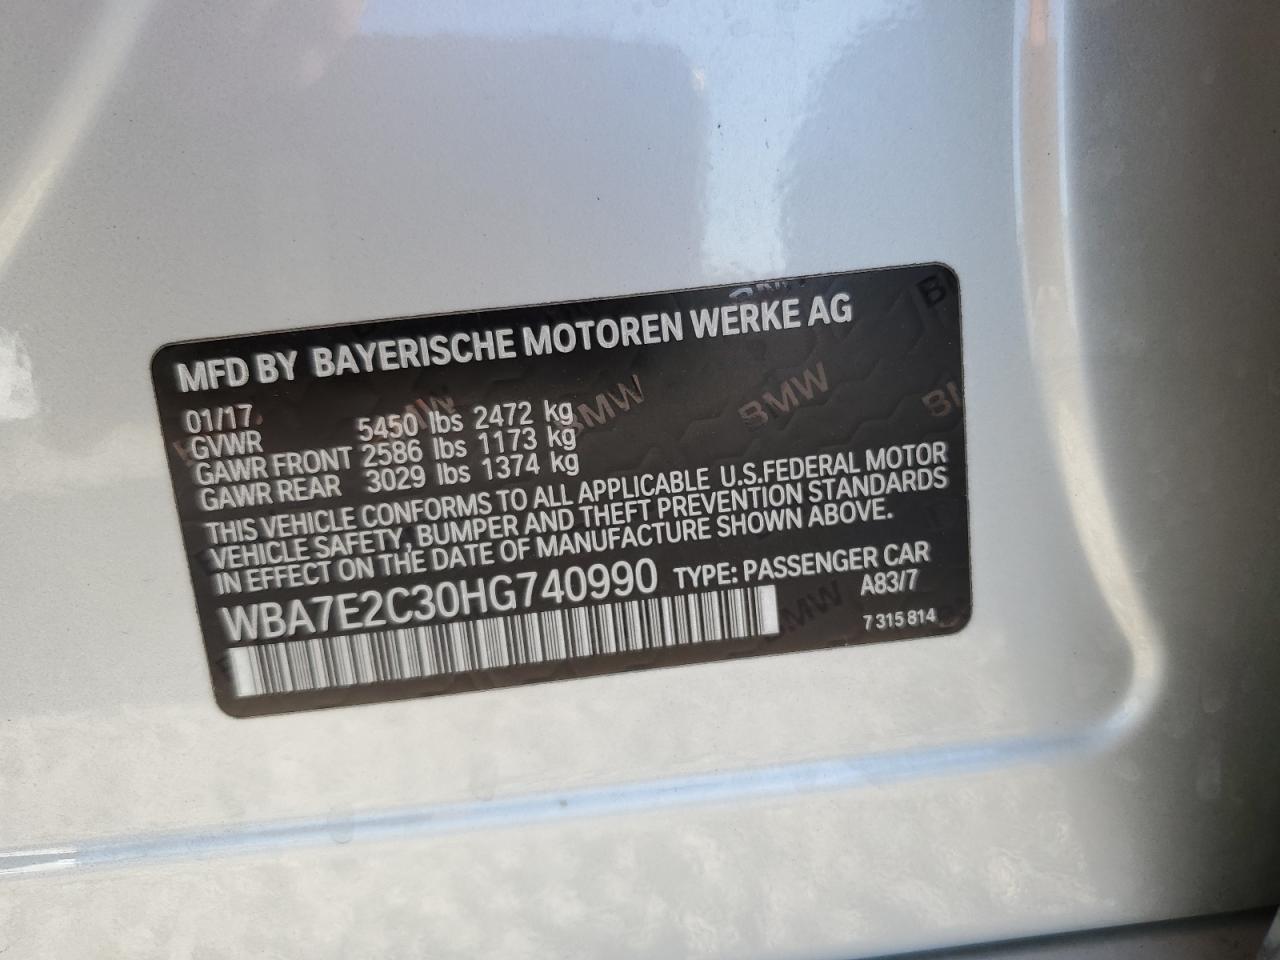 MFD BY BAYERISCHE MOTOREN WERKE AG
01/17
GVWR 5450 lbs 2472 kg
GAWR FRONT 2586 lbs 1173 kg
GAWR REAR 3029 lbs 1374 kg
THIS VEHICLE CONFORMS TO ALL APPLICABLE U.S.FEDERAL MOTOR
VEHICLE SAFETY, BUMPER AND THEFT PREVENTION STANDARDS
IN EFFECT ON THE DATE OF MANUFACTURE SHOWN ABOVE.
WBA7E2C30HG740990 TYPE: PASSENGER CAR
A83/7
7 315 814
BMW
BMW
BMW